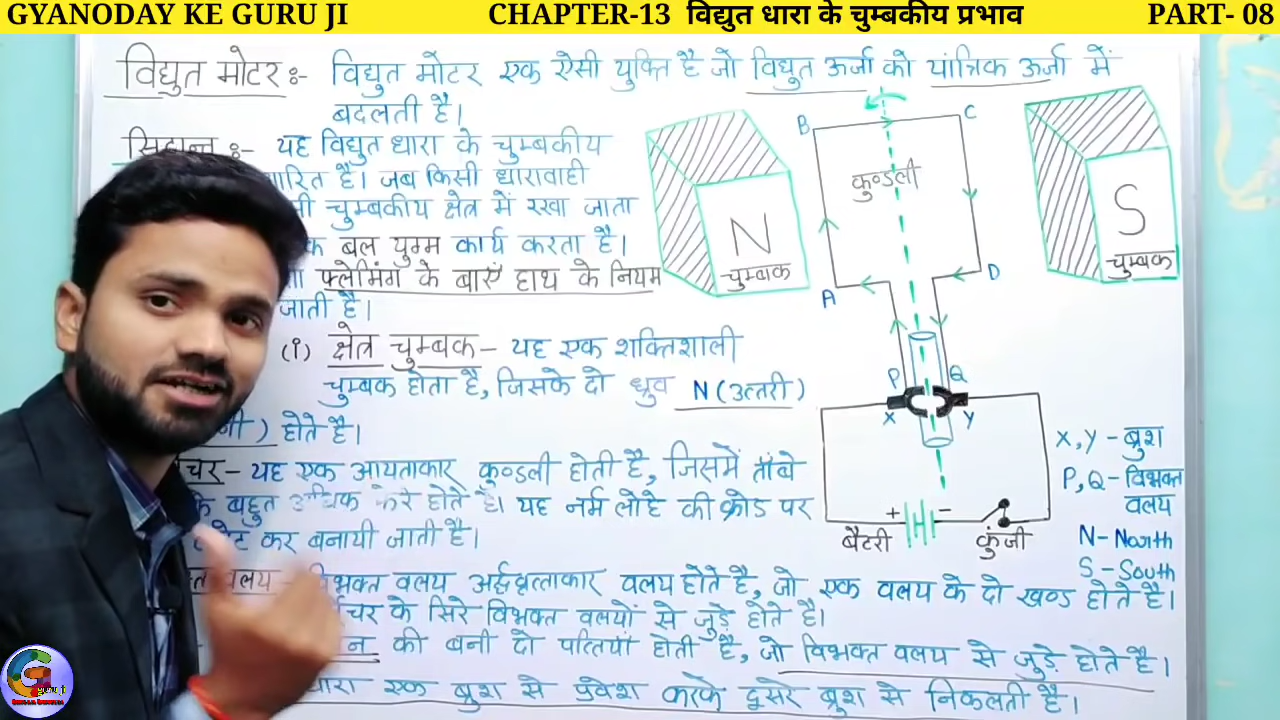 GYANODAY KE GURU JI CHAPTER-13 विद्युत धारा के चुम्बकीय प्रभाव PART- 08
विद्युत मोटर :- विद्युत मोटर एक ऐसी युक्ति है जो विद्युत ऊर्जा को यांत्रिक ऊर्जा में
बदलती है।
सिद्धान्त :- यह विद्युत धारा के चुम्बकीय
है। जब किसी धारावाही
चुम्बकीय क्षेत्र में रखा जाता
बल युग्म कार्य करता है।
फ्लेमिंग के बाएँ हाथ के नियम
जाती है।
(i) क्षेत्र चुम्बक - यह एक शक्तिशाली
चुम्बक होता है, जिसके दो ध्रुव N (उत्तरी)
होते है।
यह एक आयताकार कुण्डली होती है, जिसमें तांबे
के बहुत अधिक फेरे होते है। यह नर्म लोहे की क्रोड पर
कर बनायी जाती है।
वलय - विभक्त वलय अर्द्धवृत्ताकार वलय होते है, जो एक वलय के दो खण्ड होते है।
के सिरे विभक्त वलयों से जुड़े होते है।
की बनी दो पत्तियां होती है, जो विभक्त वलय से जुड़े होते है।
धारा एक ब्रुश से प्रवेश करके दूसरे ब्रुश से निकलती है।
B
C
कुण्डली
N
चुम्बक
S
चुम्बक
A
D
P
Q
X
Y
+
-
बैटरी
कुंजी
X, Y - ब्रुश
P, Q - विभक्त
वलय
N - North
S - South
guru ji